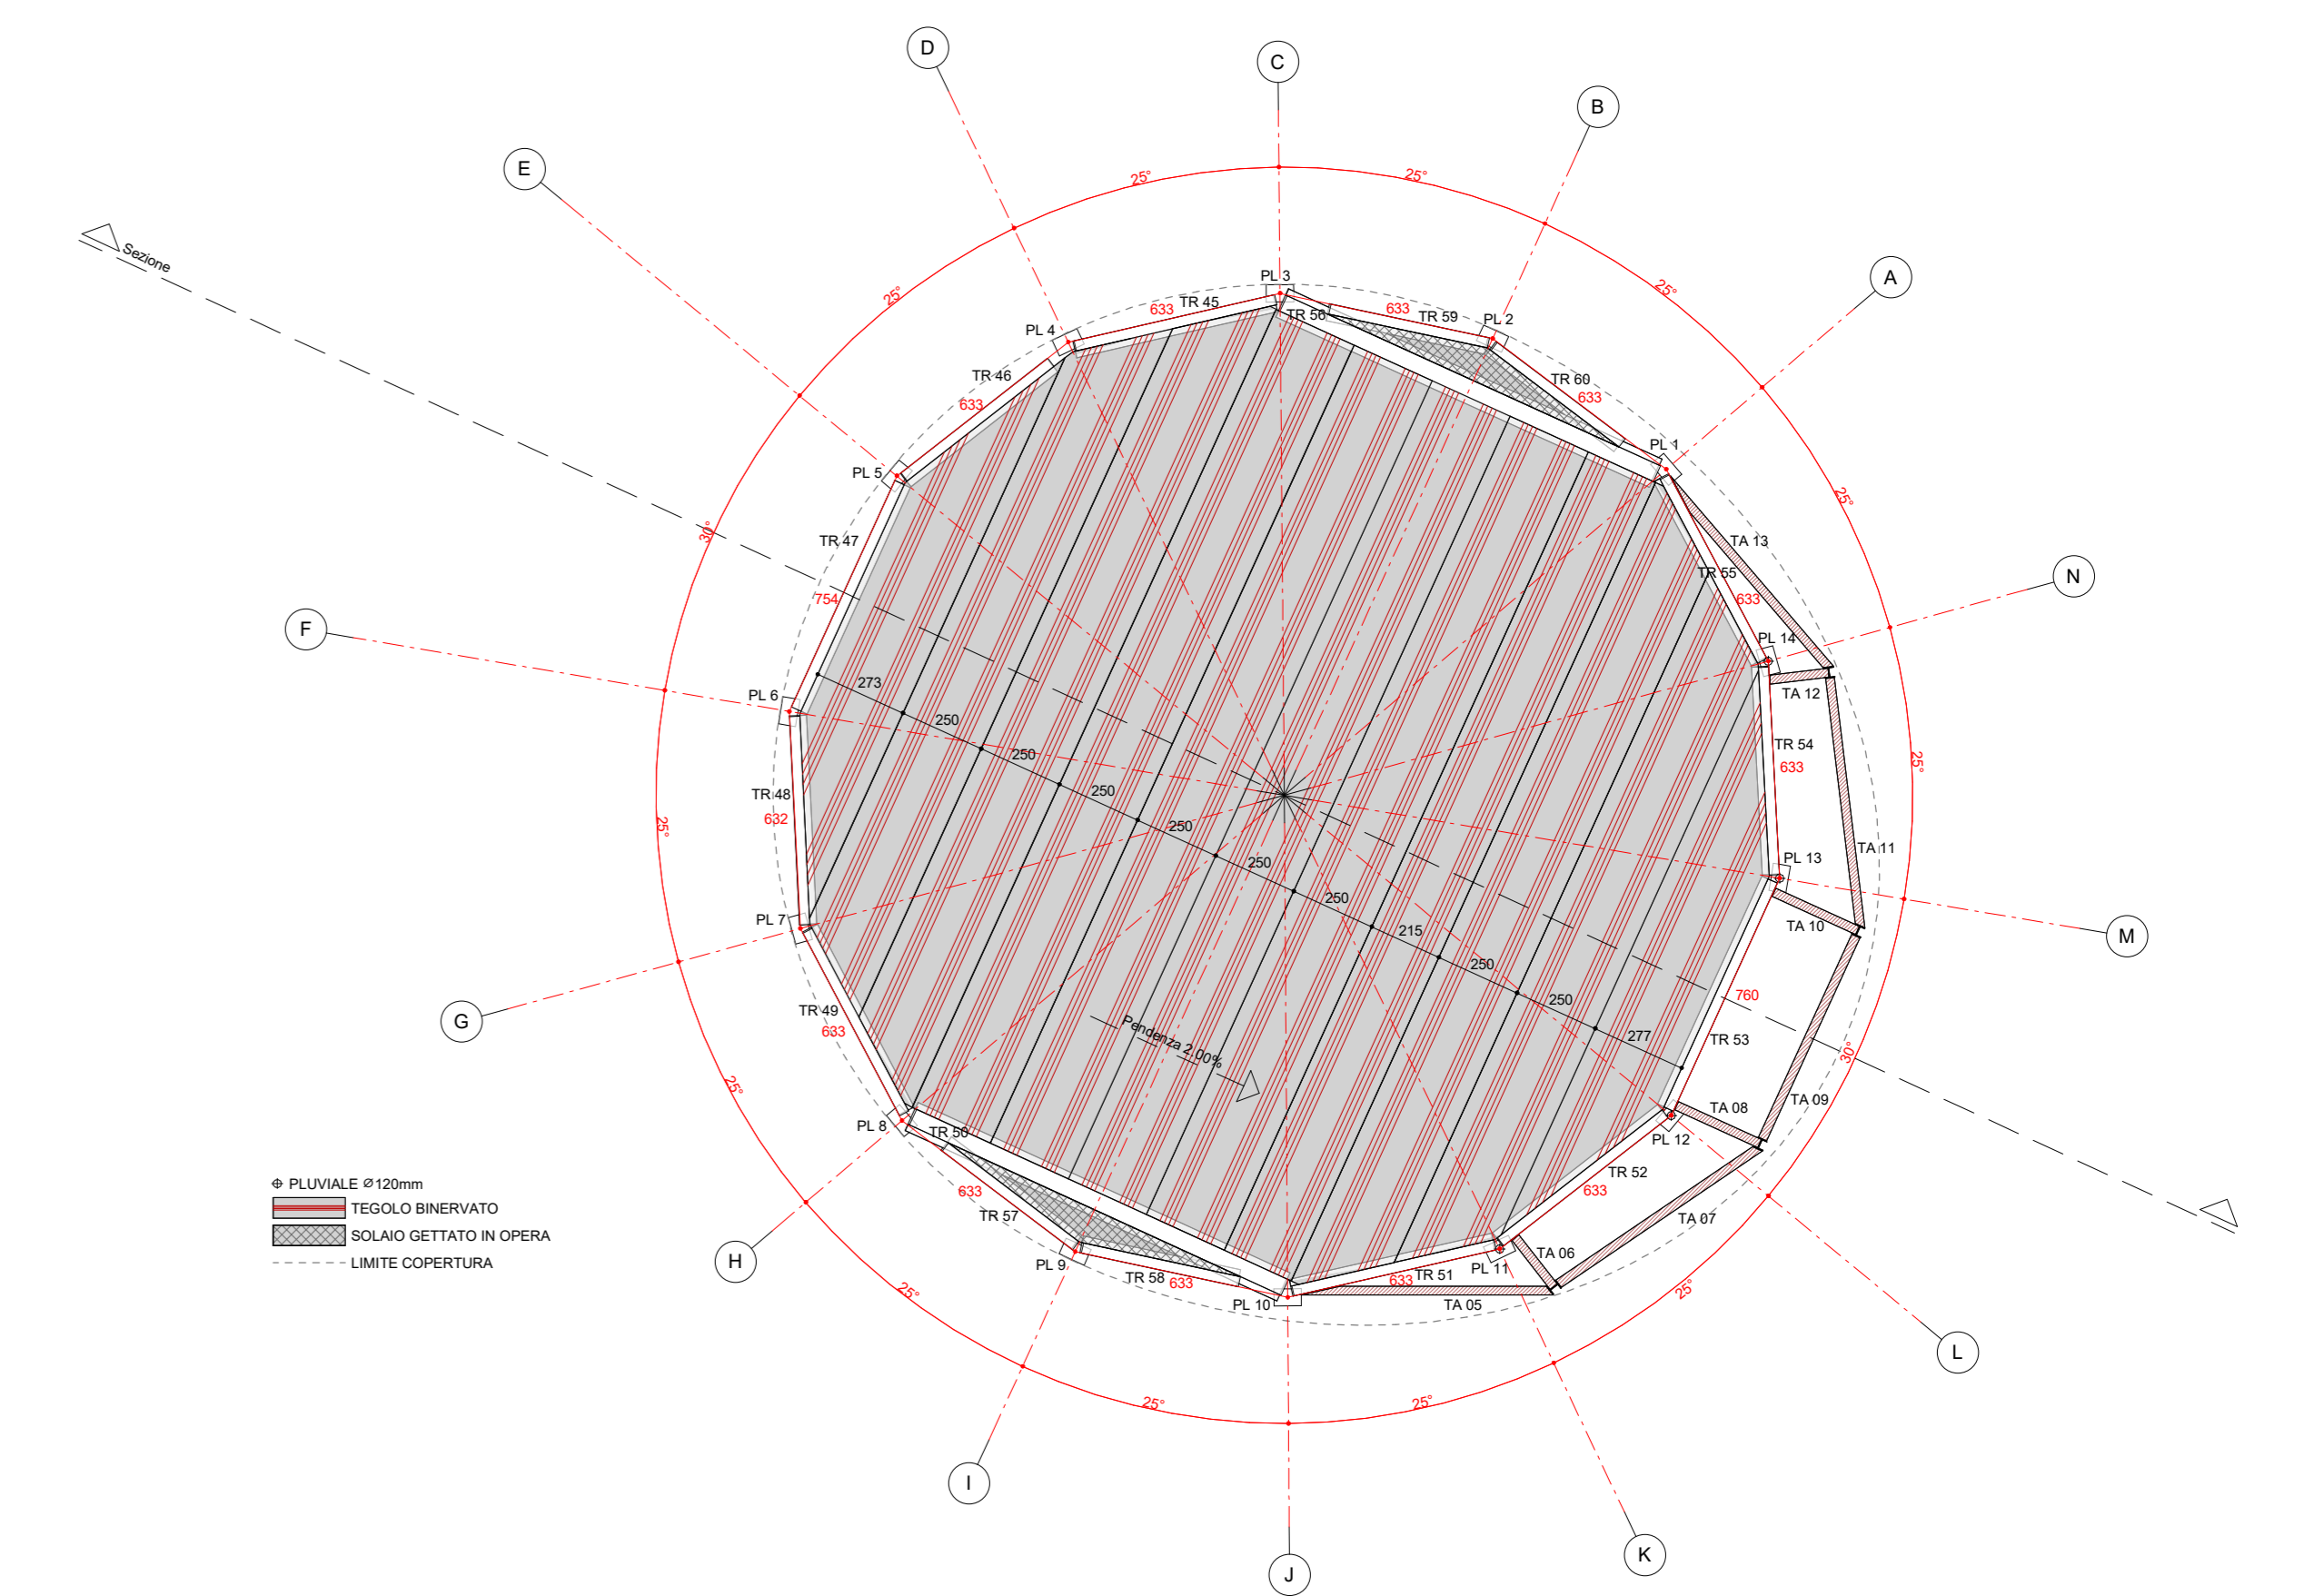 D
C
B
E
A
25°
25°
25°
25°
Sezione
PL 3
633
TR 45
TR 56
633
TR 59
PL 2
PL 4
TR 46
633
TR 60
633
PL 1
PL 5
25°
30°
TR 47
TA 13
TR 55
N
754
633
F
PL 14
273
PL 6
TA 12
250
TR 54
250
25°
633
250
TR 48
632
250
25°
TA 11
250
PL 13
250
PL 7
TA 10
215
M
250
760
250
TR 49
G
633
Pendenza 2.00%
277
TR 53
30°
25°
TA 09
TA 08
PL 8
TR 50
PL 12
TR 52
PLUVIALE Ø120mm
633
633
TEGOLO BINERVATO
TR 57
TA 07
SOLAIO GETTATO IN OPERA
H
TA 06
LIMITE COPERTURA
PL 9
TR 58
633
633
TR 51
PL 11
25°
25°
PL 10
TA 05
L
25°
25°
I
K
J